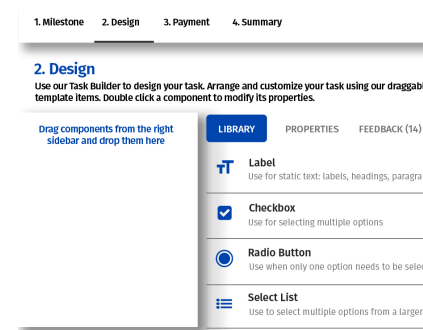 1. Milestone 2. Design 3. Payment 4. Summary
2. Design
Use our Task Builder to design your task. Arrange and customize your task using our draggabl
template items. Double click a component to modify its properties.
Drag components from the right
sidebar and drop them here
LIBRARY PROPERTIES FEEDBACK (14)
Label
Use for static text: labels, headings, paragra
Checkbox
Use for selecting multiple options
Radio Button
Use when only one option needs to be selec
Select List
Use to select multiple options from a larger